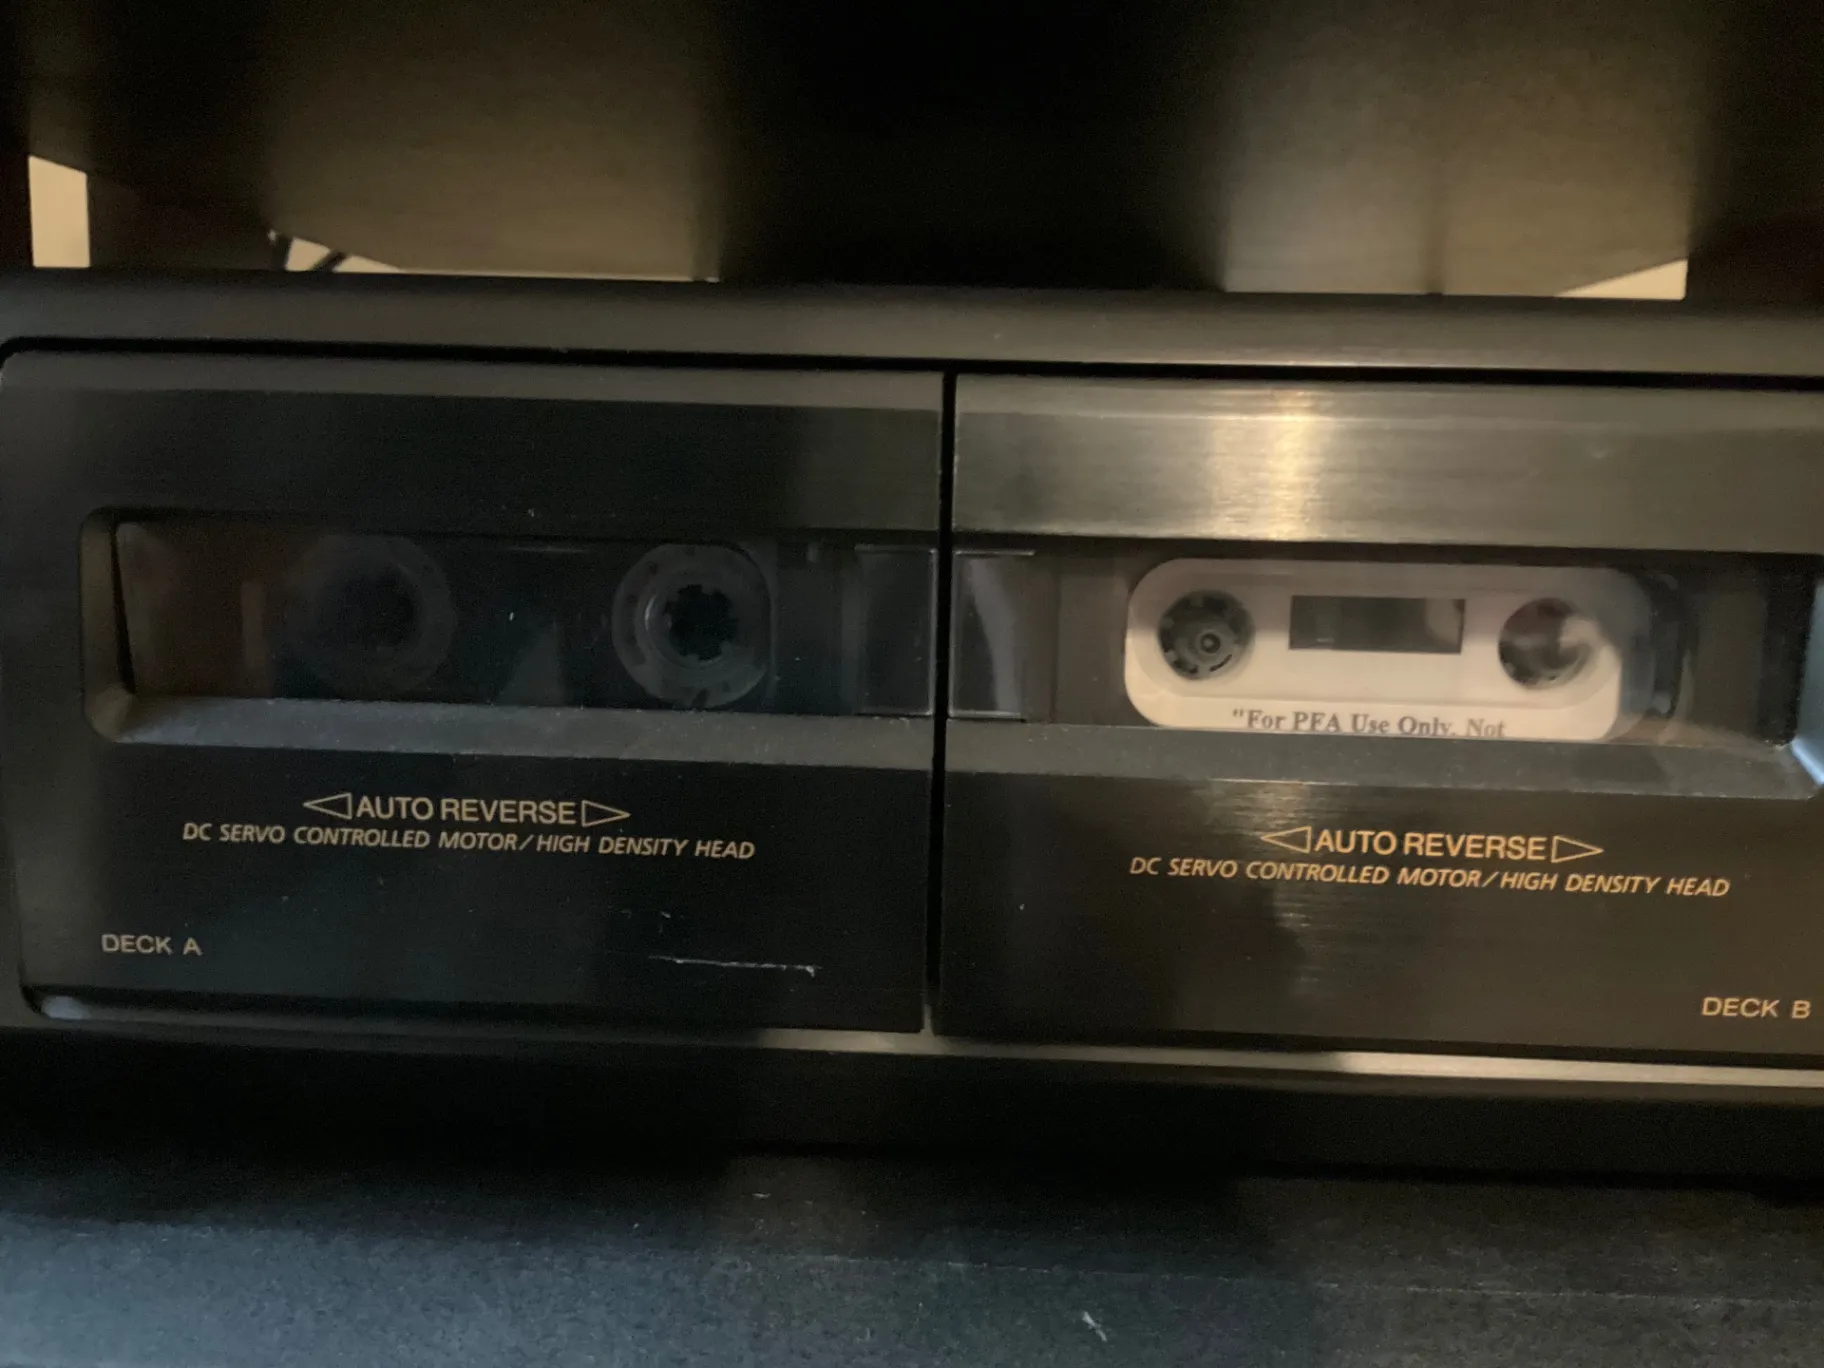 "For PFA Use Only. Not
◁AUTO REVERSE▷
DC SERVO CONTROLLED MOTOR/HIGH DENSITY HEAD
DECK A
◁AUTO REVERSE▷
DC SERVO CONTROLLED MOTOR/HIGH DENSITY HEAD
DECK B